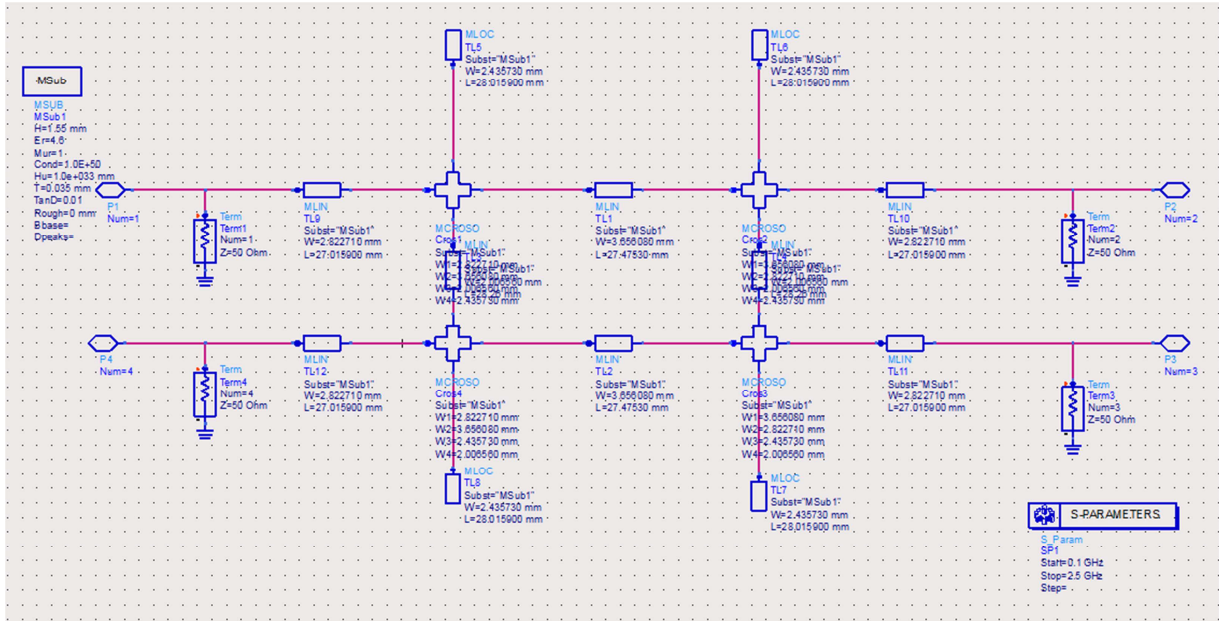 MLOC
TL5
Subst="MSub1"
W=2.435730 mm
L=28.015900 mm
MLOC
TL6
Subst="MSub1"
W=2.435730 mm
L=28.015900 mm
MSub
MSUB
MSub1
H=1.55 mm
Er=4.6
Mur=1
Cond=1.0E+50
Hu=1.0e+033 mm
T=0.035 mm
TanD=0.01
Rough=0 mm
Bbase=
Dpeaks=
P1
Num=1
Term
Term1
Num=1
Z=50 Ohm
MLIN
TL9
Subst="MSub1"
W=2.822710 mm
L=27.015900 mm
MCROSO
Cros1
MLIN
Subst="MSub1"
W4=2.435730 mm
MLIN
TL1
Subst="MSub1"
W=3.656080 mm
L=27.47530 mm
MCROSO
MLIN
Subst="MSub1"
W4=2.435730 mm
MLIN
TL10
Subst="MSub1"
W=2.822710 mm
L=27.015900 mm
Term
Term2
Num=2
Z=50 Ohm
P2
Num=2
P4
Num=4
Term
Term4
Num=4
Z=50 Ohm
MLIN
TL12
Subst="MSub1"
W=2.822710 mm
L=27.015900 mm
MCROSO
Cros4
Subst="MSub1"
W1=2.822710 mm
W2=3.656080 mm
W3=2.435730 mm
W4=2.006560 mm
MLIN
TL2
Subst="MSub1"
W=3.656080 mm
L=27.47530 mm
MCROSO
Cros3
Subst="MSub1"
W1=3.656080 mm
W2=2.822710 mm
W3=2.435730 mm
W4=2.006560 mm
MLIN
TL11
Subst="MSub1"
W=2.822710 mm
L=27.015900 mm
Term
Term3
Num=3
Z=50 Ohm
P3
Num=3
MLOC
TL8
Subst="MSub1"
W=2.435730 mm
L=28.015900 mm
MLOC
TL7
Subst="MSub1"
W=2.435730 mm
L=28.015900 mm
S-PARAMETERS
S_Param
SP1
Start=0.1 GHz
Stop=2.5 GHz
Step=